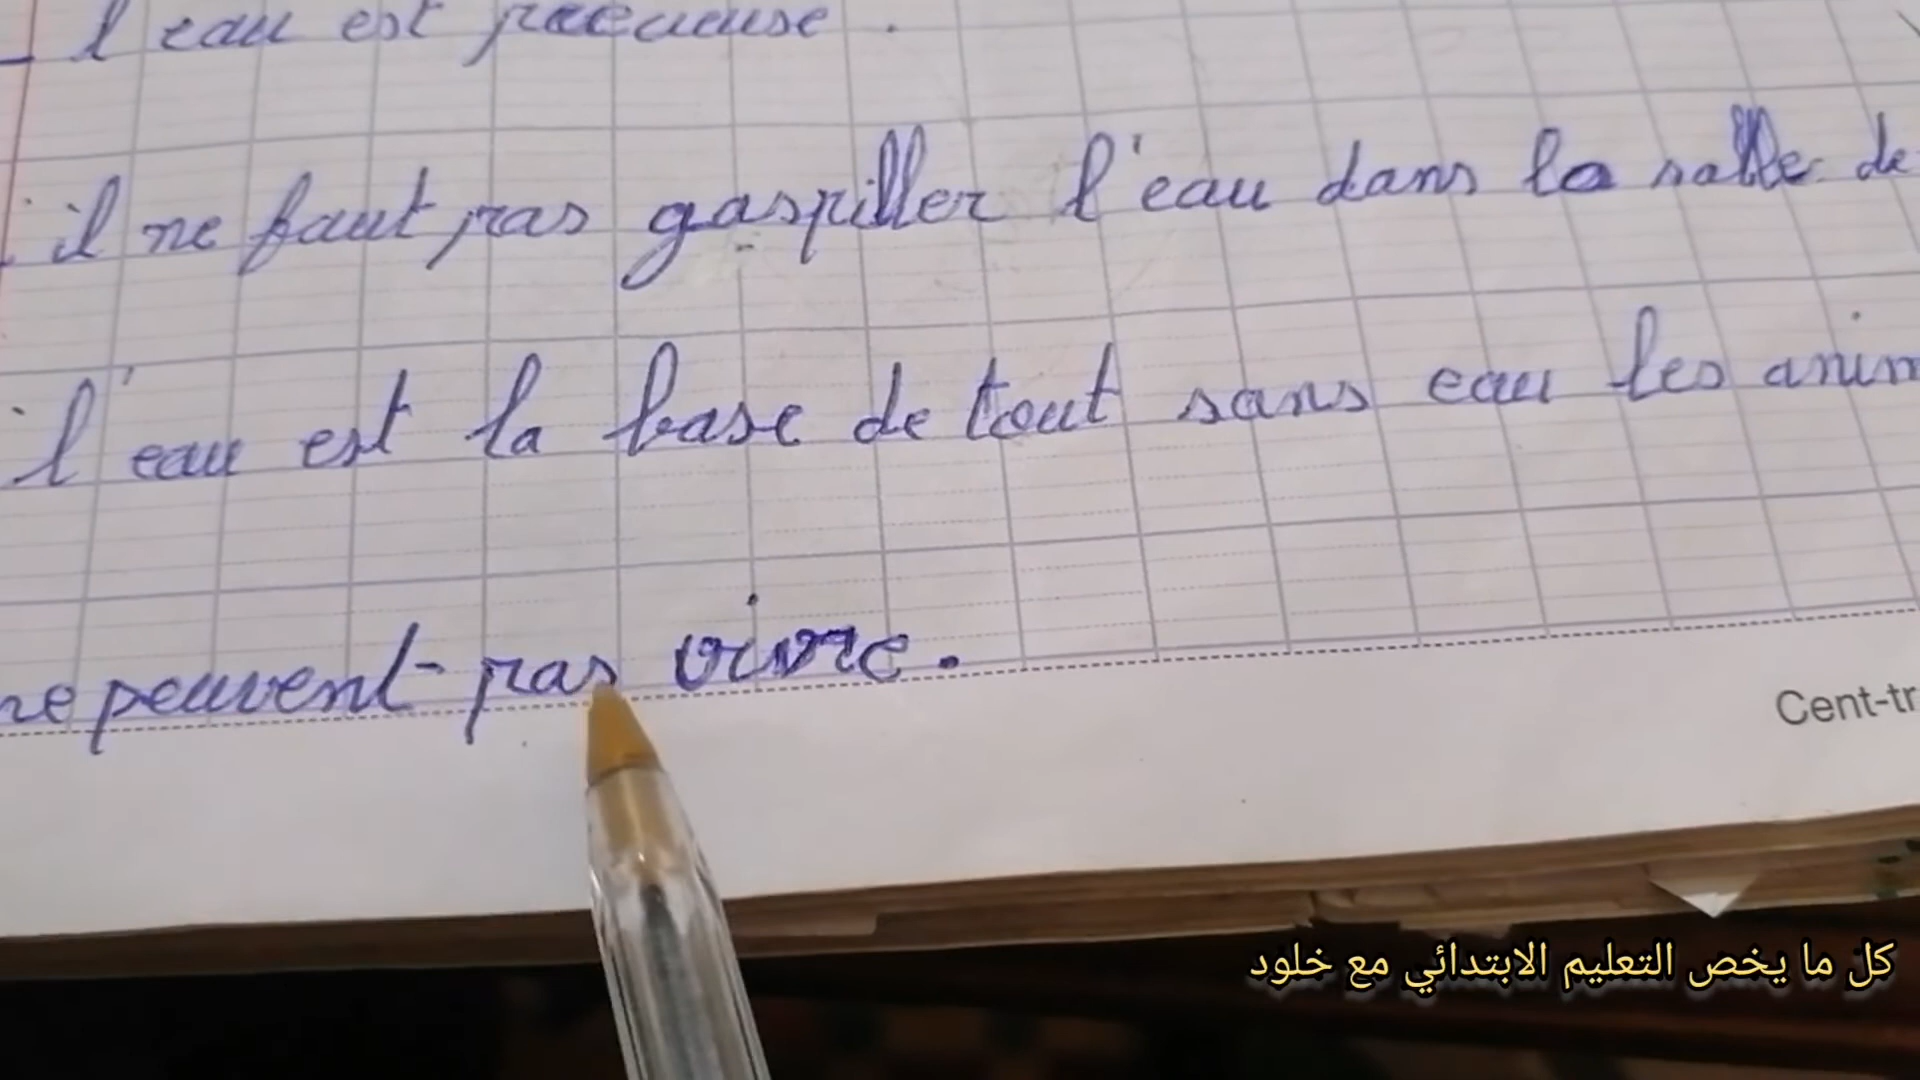 - l'eau est précieuse.
. il ne faut pas gaspiller l'eau dans la salle de
. l'eau est la base de tout sans eau les anim
ne peuvent pas vivre.
Cent-tr
كل ما يخص التعليم الابتدائي مع خلود